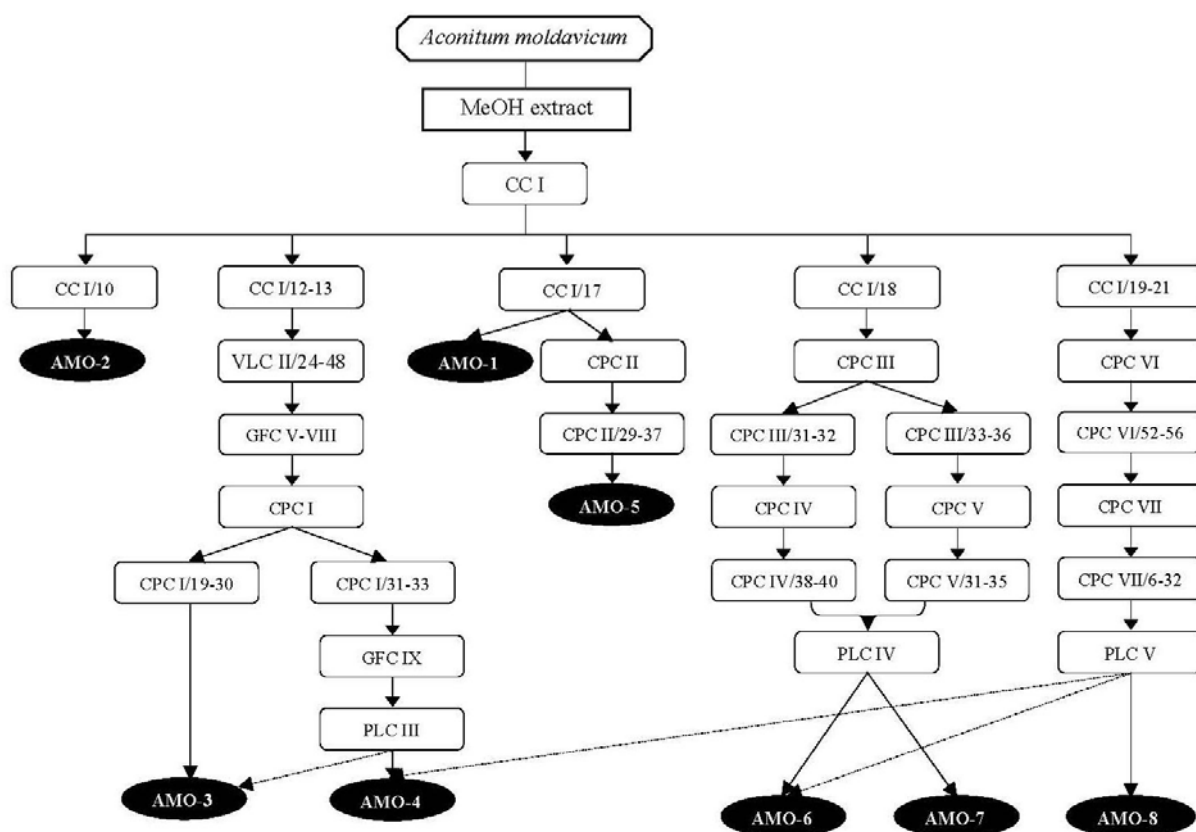 Aconitum moldavicum
MeOH extract
CC I
CC I/10
CC I/12-13
CC I/17
CC I/18
CC I/19-21
AMO-2
VLC II/24-48
AMO-1
CPC II
CPC III
CPC VI
GFC V-VIII
CPC II/29-37
CPC III/31-32
CPC III/33-36
CPC VI/52-56
CPC I
AMO-5
CPC IV
CPC V
CPC VII
CPC I/19-30
CPC I/31-33
CPC IV/38-40
CPC V/31-35
CPC VII/6-32
GFC IX
PLC IV
PLC V
PLC III
AMO-3
AMO-4
AMO-6
AMO-7
AMO-8